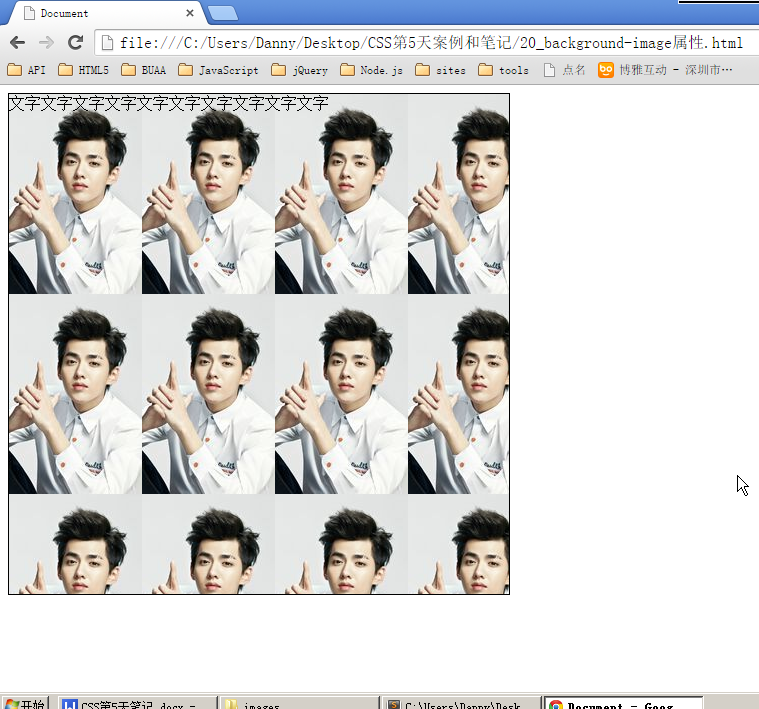 Document
file:///C:/Users/Danny/Desktop/CSS第5天案例和笔记/20_background-image属性.html
API HTML5 BUAA JavaScript jQuery Node.js sites tools 点名 bo 博雅互动 - 深圳市…
文字文字文字文字文字文字文字文字文字文字
开始 CSS第5天笔记.docx - images C:\Users\Danny\Desk Document - Goog